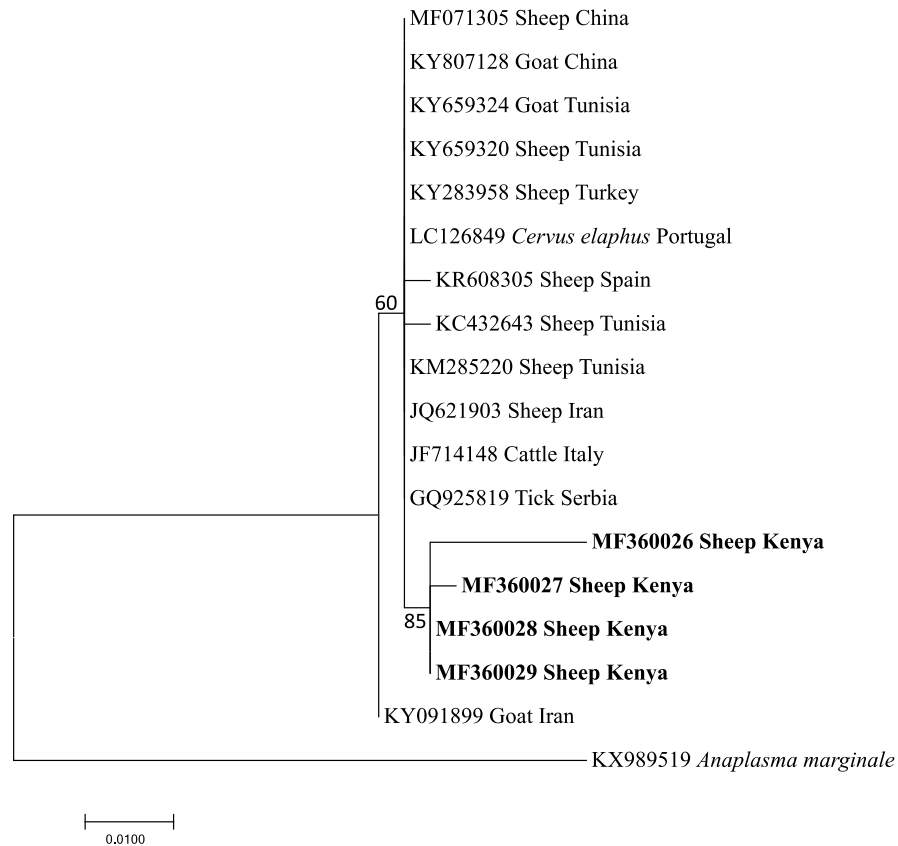 MF071305 Sheep China
KY807128 Goat China
KY659324 Goat Tunisia
KY659320 Sheep Tunisia
KY283958 Sheep Turkey
LC126849 Cervus elaphus Portugal
KR608305 Sheep Spain
60
KC432643 Sheep Tunisia
KM285220 Sheep Tunisia
JQ621903 Sheep Iran
JF714148 Cattle Italy
GQ925819 Tick Serbia
MF360026 Sheep Kenya
MF360027 Sheep Kenya
85
MF360028 Sheep Kenya
MF360029 Sheep Kenya
KY091899 Goat Iran
KX989519 Anaplasma marginale
0.0100